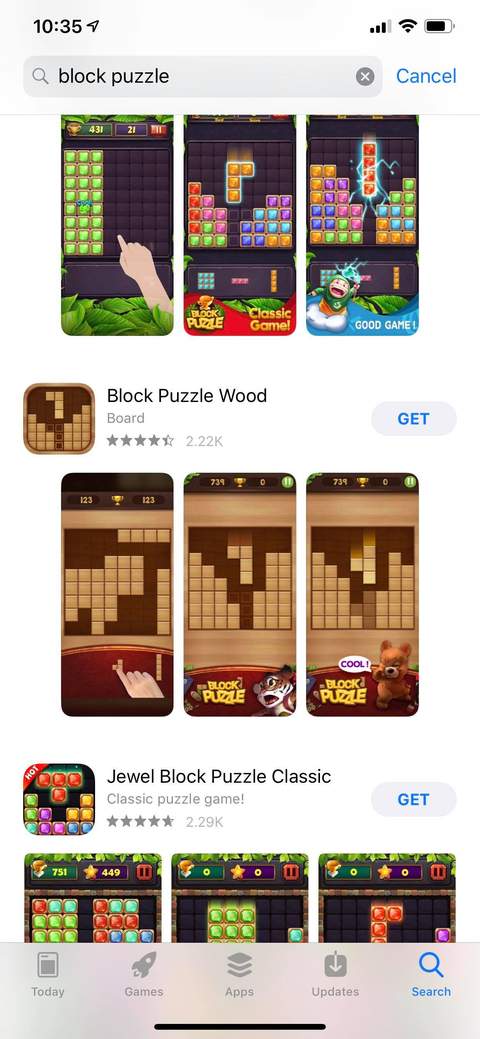 10:35
block puzzle
Cancel
431 21
BLOCK
PUZZLE
Classic
Game!
GOOD GAME!
Block Puzzle Wood
Board
2.22K
GET
123 123
739 0
739 0
BLOCK
PUZZLE
COOL!
BLOCK
PUZZLE
HOT
Jewel Block Puzzle Classic
Classic puzzle game!
2.29K
GET
751 449
0 0
0 0
Today
Games
Apps
Updates
Search